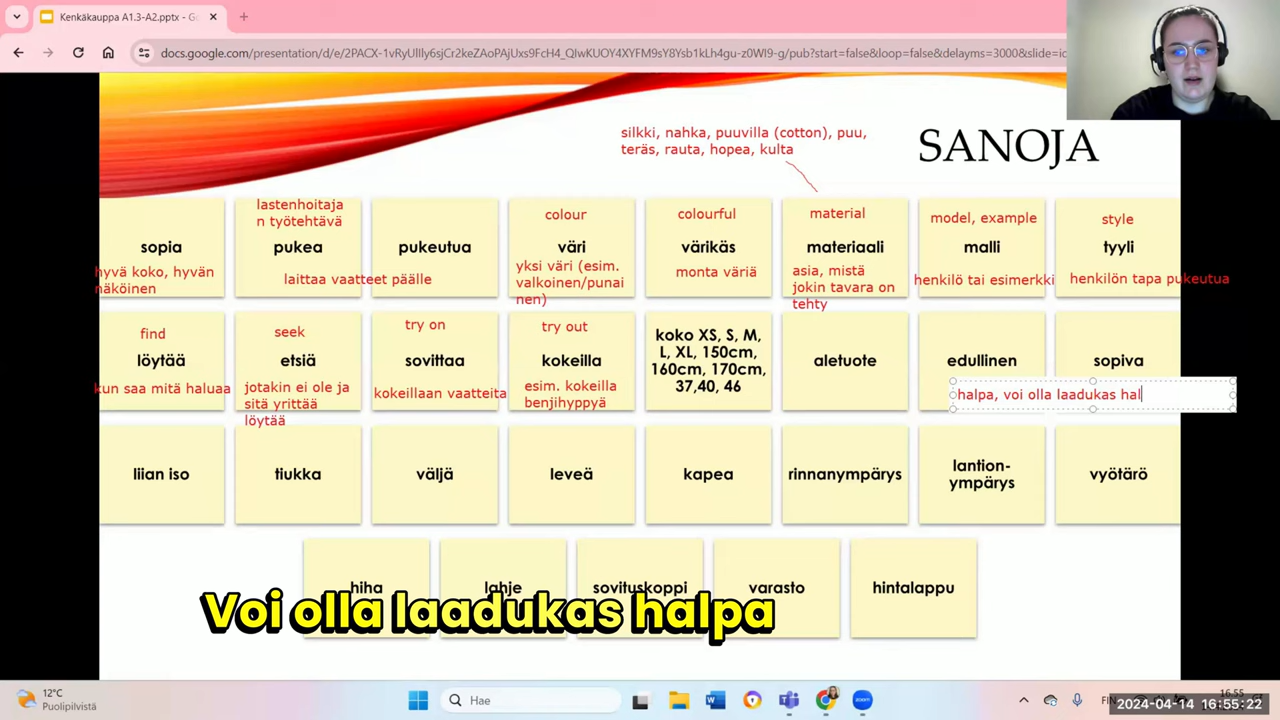 Kenkäkauppa A1.3-A2.pptx - Go
docs.google.com/presentation/d/e/2PACX-1vRyUllly6sjCr2keZAoPAjUxs9FcH4_QIwKUOY4XYFM9sY8Ysb1kLh4gu-z0WI9-g/pub?start=false&loop=false&delayms=3000&slide=ic
silkki, nahka, puuvilla (cotton), puu,
teräs, rauta, hopea, kulta
SANOJA
lastenhoitaja
n työtehtävä
colour
colourful
material
model, example
style
sopia
pukea
pukeutua
väri
värikäs
materiaali
malli
tyyli
hyvä koko, hyvän
näköinen
laittaa vaatteet päälle
yksi väri (esim.
valkoinen/punai
nen)
monta väriä
asia, mistä
jokin tavara on
tehty
henkilö tai esimerkki
henkilön tapa pukeutua
find
seek
try on
try out
löytää
etsiä
sovittaa
kokeilla
koko XS, S, M,
L, XL, 150cm,
160cm, 170cm,
37,40, 46
aletuote
edullinen
sopiva
kun saa mitä haluaa
jotakin ei ole ja
sitä yrittää
löytää
kokeillaan vaatteita
esim. kokeilla
benjihyppyä
halpa, voi olla laadukas hal
liian iso
tiukka
väljä
leveä
kapea
rinnanympärys
lantion-
ympärys
vyötärö
hiha
lahje
sovituskoppi
varasto
hintalappu
Voi olla laadukas halpa
12°C
Puolipilvistä
Hae
FIN
16.55
2024-04-14 16:55:22